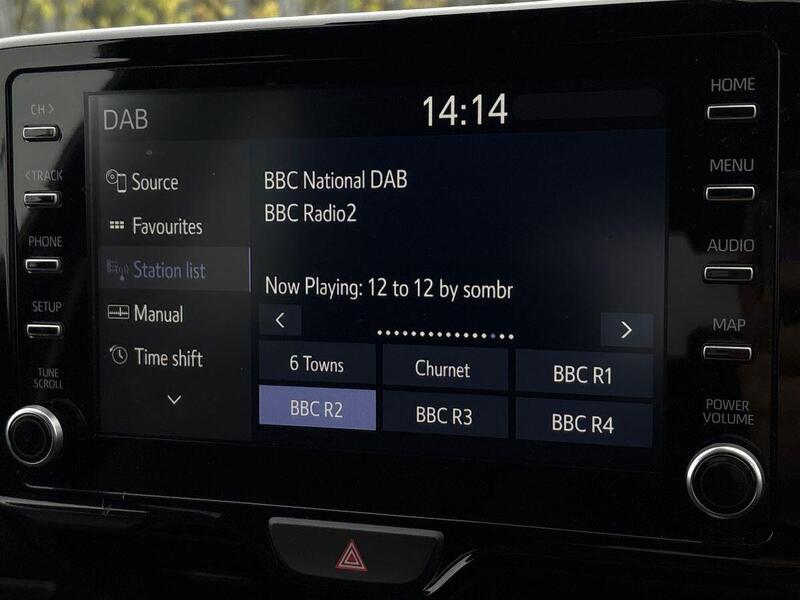 DAB
14:14
CH >
< TRACK
PHONE
SETUP
TUNE
SCROLL
Source
Favourites
Station list
Manual
Time shift
BBC National DAB
BBC Radio2
Now Playing: 12 to 12 by sombr
6 Towns
Churnet
BBC R1
BBC R2
BBC R3
BBC R4
HOME
MENU
AUDIO
MAP
POWER
VOLUME